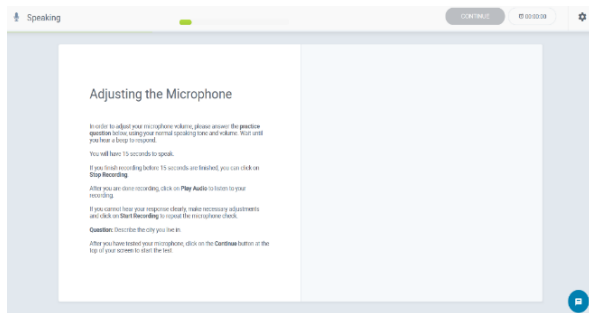 Speaking
CONTINUE
00:00:00
Adjusting the Microphone
In order to adjust your microphone volume, please answer the practice
question below, using your normal speaking tone and volume. Wait until
you hear a beep to respond.
You will have 15 seconds to speak.
If you finish recording before 15 seconds are finished, you can click on
Stop Recording.
After you are done recording, click on Play Audio to listen to your
recording.
If you cannot hear your response clearly, make necessary adjustments
and click on Start Recording to repeat the microphone check.
Question: Describe the city you live in.
After you have tested your microphone, click on the Continue button at the
top of your screen to start the test.